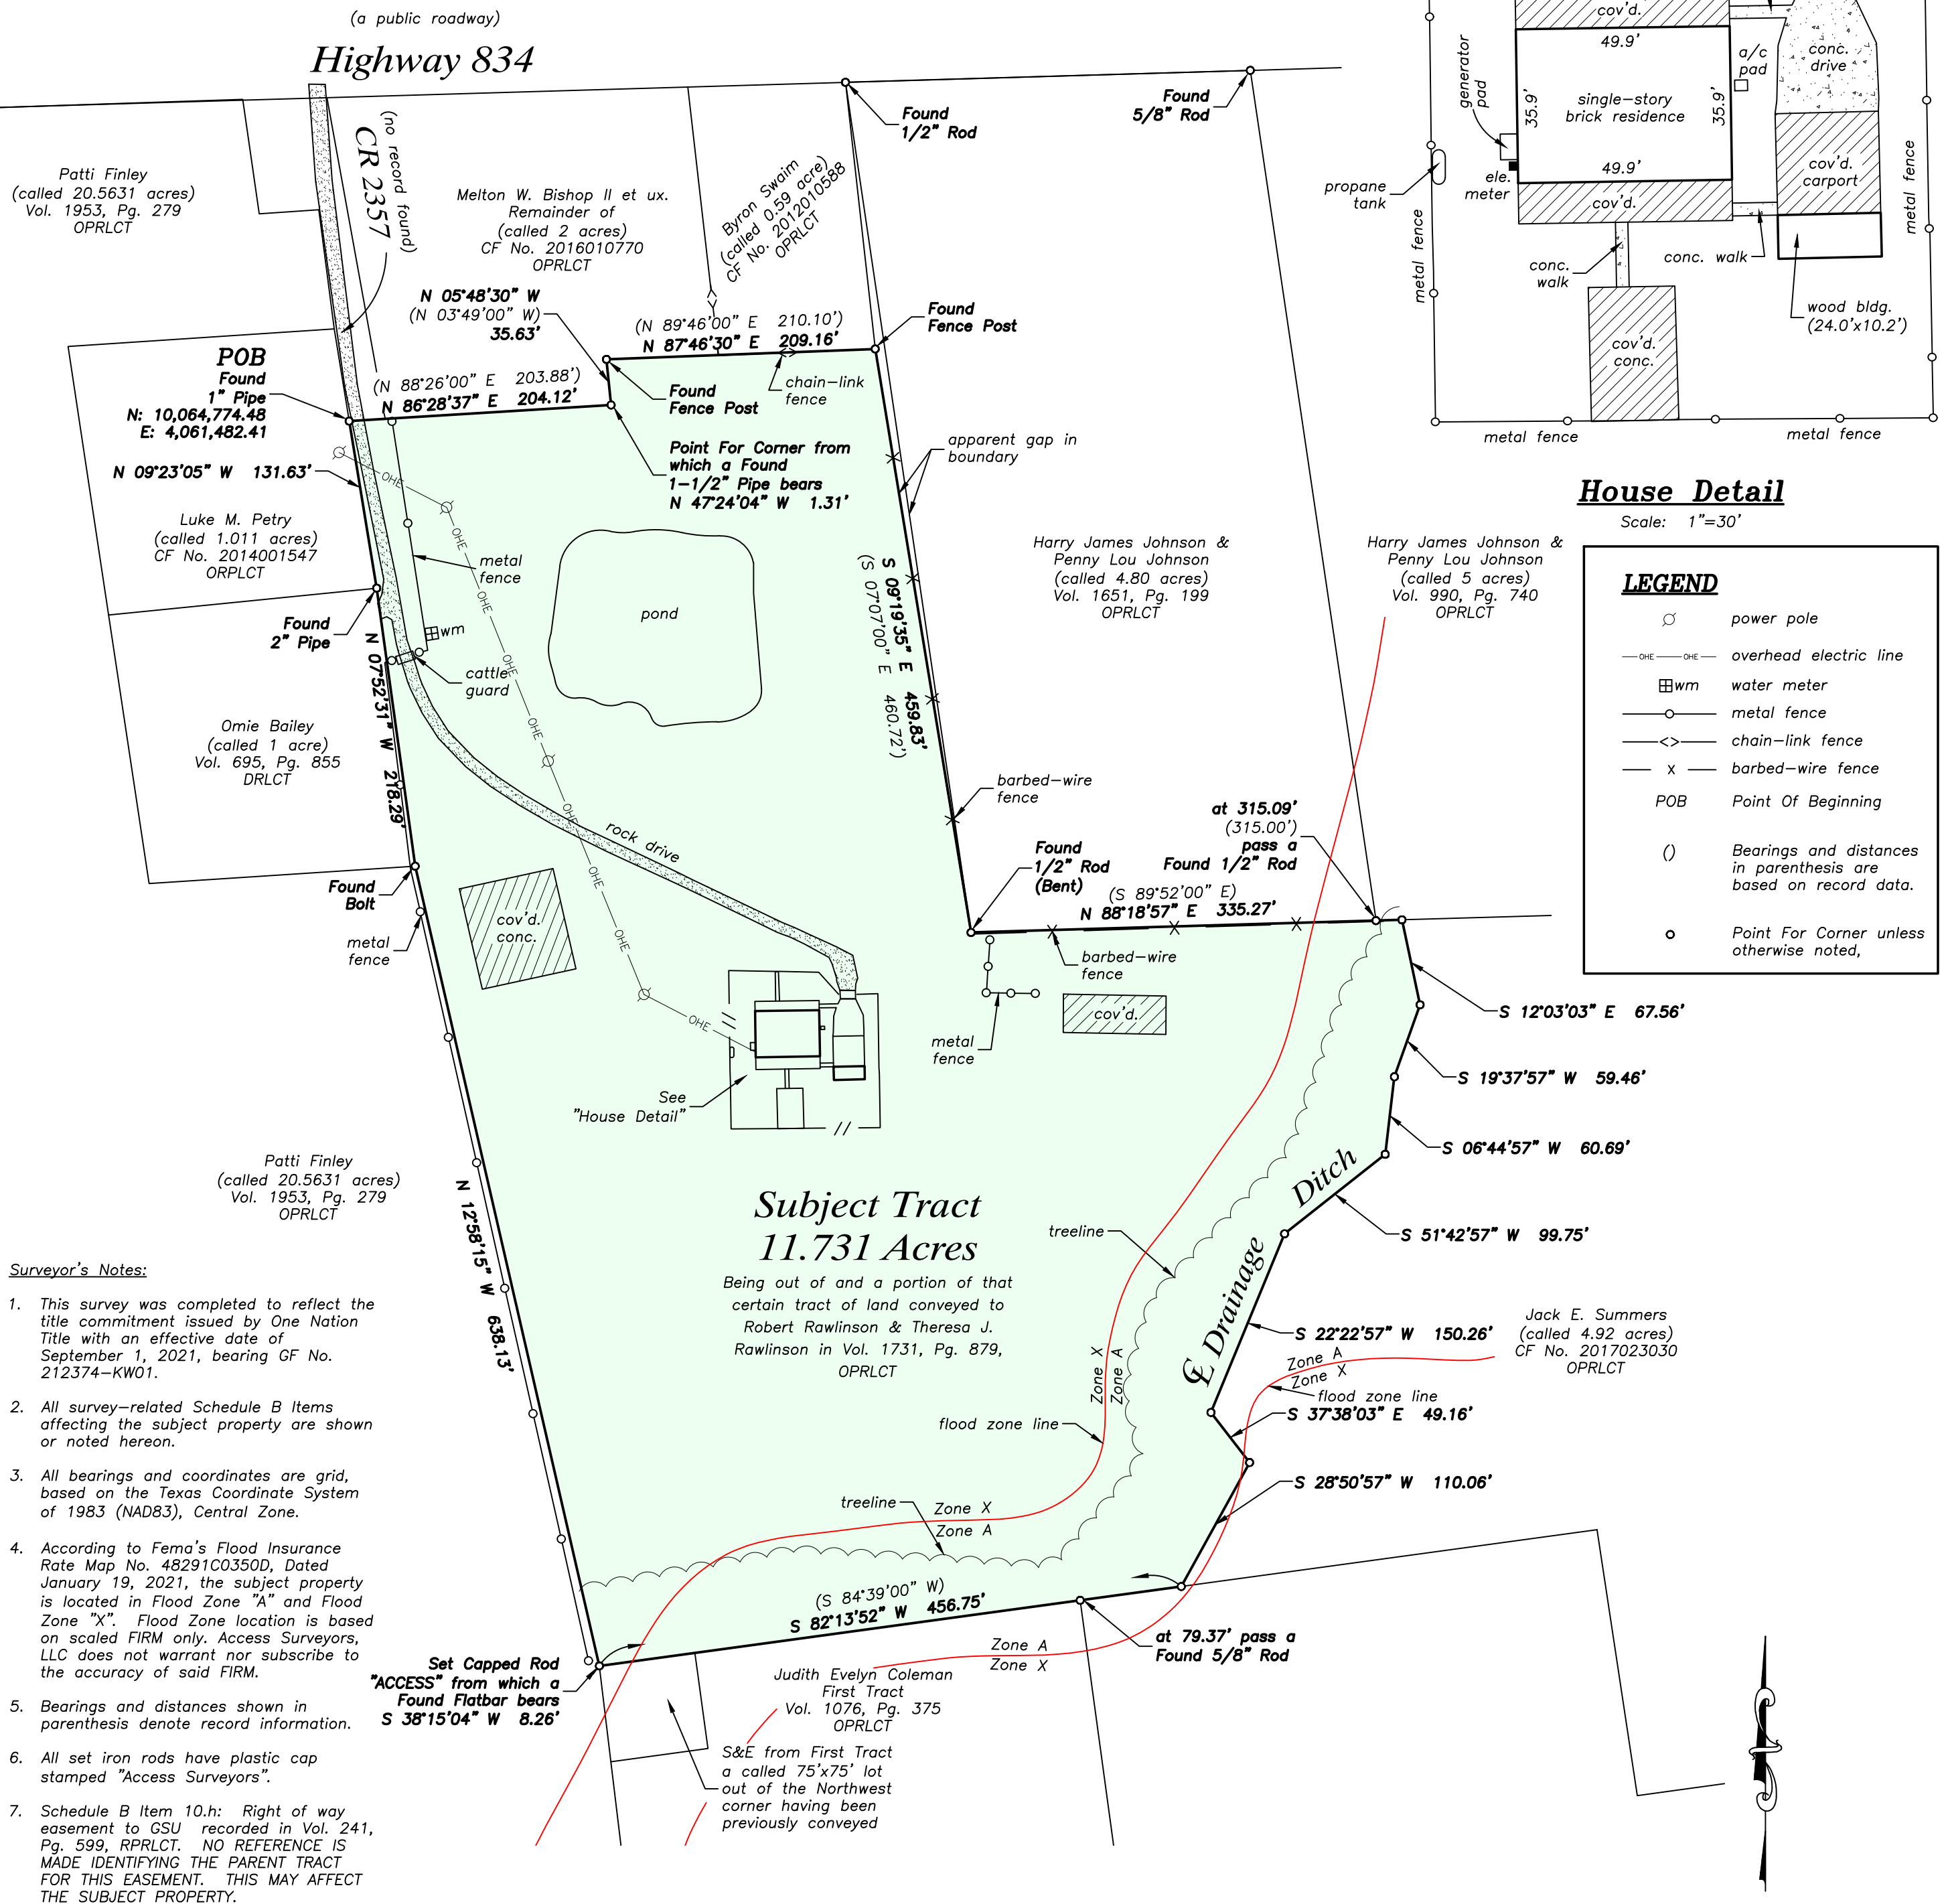 (a public roadway)
Highway 834
CR 2357
(no record found)
Patti Finley
(called 20.5631 acres)
Vol. 1953, Pg. 279
OPRLCT
Melton W. Bishop II et ux.
Remainder of
(called 2 acres)
CF No. 2016010770
OPRLCT
Byron Swaim
(called 0.59 acre)
CF No. 2012010588
OPRLCT
Found
1/2" Rod
Found
5/8" Rod
N 05°48'30" W
(N 03°49'00" W)
35.63'
(N 89°46'00" E 210.10')
N 87°46'30" E 209.16'
Found
Fence Post
POB
Found
1" Pipe
N: 10,064,774.48
E: 4,061,482.41
(N 88°26'00" E 203.88')
N 86°28'37" E 204.12'
Found
Fence Post
chain-link
fence
Point For Corner from
which a Found
1-1/2" Pipe bears
N 47°24'04" W 1.31'
apparent gap in
boundary
N 09°23'05" W 131.63'
Luke M. Petry
(called 1.011 acres)
CF No. 2014001547
ORPLCT
OHE
OHE
metal
fence
OHE
pond
S 09°19'35" E 459.83'
(S 07°07'00" E 460.72')
Harry James Johnson &
Penny Lou Johnson
(called 4.80 acres)
Vol. 1651, Pg. 199
OPRLCT
Harry James Johnson &
Penny Lou Johnson
(called 5 acres)
Vol. 990, Pg. 740
OPRLCT
Found
2" Pipe
wm
cattle
guard
OHE
OHE
N 07°52'31" W 218.29'
Omie Bailey
(called 1 acre)
Vol. 695, Pg. 855
DRLCT
OHE
rock drive
OHE
OHE
OHE
barbed-wire
fence
at 315.09'
(315.00')
pass a
Found 1/2" Rod
Found
1/2" Rod
(Bent)
(S 89°52'00" E)
N 88°18'57" E 335.27'
Found
Bolt
metal
fence
cov'd.
conc.
barbed-wire
fence
cov'd.
metal
fence
See
"House Detail"
S 12°03'03" E 67.56'
S 19°37'57" W 59.46'
S 06°44'57" W 60.69'
S 51°42'57" W 99.75'
S 22°22'57" W 150.26'
S 37°38'03" E 49.16'
S 28°50'57" W 110.06'
Patti Finley
(called 20.5631 acres)
Vol. 1953, Pg. 279
OPRLCT
N 12°58'15" W 638.13'
Subject Tract
11.731 Acres
Being out of and a portion of that
certain tract of land conveyed to
Robert Rawlinson & Theresa J.
Rawlinson in Vol. 1731, Pg. 879,
OPRLCT
treeline
℄ Drainage Ditch
Zone X
Zone A
flood zone line
Zone A
Zone X
flood zone line
Jack E. Summers
(called 4.92 acres)
CF No. 2017023030
OPRLCT
treeline
Zone X
Zone A
(S 84°39'00" W)
S 82°13'52" W 456.75'
at 79.37' pass a
Found 5/8" Rod
Zone A
Zone X
Set Capped Rod
"ACCESS" from which a
Found Flatbar bears
S 38°15'04" W 8.26'
Judith Evelyn Coleman
First Tract
Vol. 1076, Pg. 375
OPRLCT
S&E from First Tract
a called 75'x75' lot
out of the Northwest
corner having been
previously conveyed
Surveyor's Notes:
1. This survey was completed to reflect the
title commitment issued by One Nation
Title with an effective date of
September 1, 2021, bearing GF No.
212374-KW01.
2. All survey-related Schedule B Items
affecting the subject property are shown
or noted hereon.
3. All bearings and coordinates are grid,
based on the Texas Coordinate System
of 1983 (NAD83), Central Zone.
4. According to Fema's Flood Insurance
Rate Map No. 48291C0350D, Dated
January 19, 2021, the subject property
is located in Flood Zone "A" and Flood
Zone "X". Flood Zone location is based
on scaled FIRM only. Access Surveyors,
LLC does not warrant nor subscribe to
the accuracy of said FIRM.
5. Bearings and distances shown in
parenthesis denote record information.
6. All set iron rods have plastic cap
stamped "Access Surveyors".
7. Schedule B Item 10.h: Right of way
easement to GSU recorded in Vol. 241,
Pg. 599, RPRLCT. NO REFERENCE IS
MADE IDENTIFYING THE PARENT TRACT
FOR THIS EASEMENT. THIS MAY AFFECT
THE SUBJECT PROPERTY.
cov'd.
49.9'
generator
pad
35.9'
single-story
brick residence
35.9'
a/c
pad
conc.
drive
49.9'
propane
tank
ele.
meter
cov'd.
cov'd.
carport
metal fence
metal fence
conc.
walk
conc. walk
wood bldg.
(24.0'x10.2')
cov'd.
conc.
metal fence
metal fence
House Detail
Scale: 1"=30'
LEGEND
power pole
OHE OHE overhead electric line
wm water meter
metal fence
<> chain-link fence
x barbed-wire fence
POB Point Of Beginning
() Bearings and distances
in parenthesis are
based on record data.
Point For Corner unless
otherwise noted,